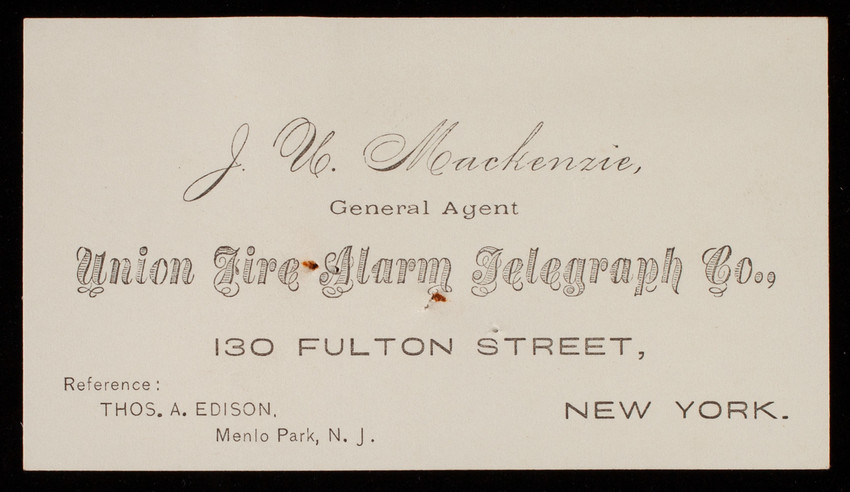 J. U. Mackenzie,
General Agent
Union Fire Alarm Telegraph Co.,
130 FULTON STREET,
Reference:
THOS. A. EDISON,
Menlo Park, N. J.
NEW YORK.